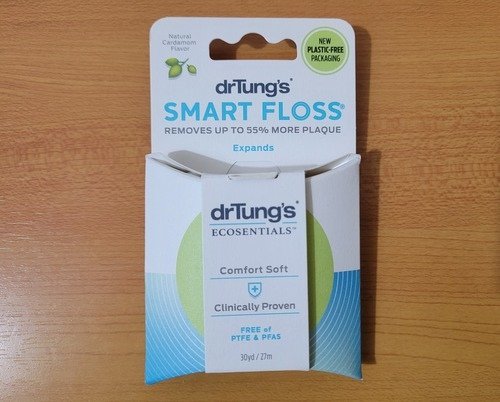 Natural
Cardamom
Flavor
NEW
PLASTIC-FREE
PACKAGING
drTung's®
SMART FLOSS®
REMOVES UP TO 55% MORE PLAQUE
Expands
drTung's®
ECOSENTIALS™
Comfort Soft
Clinically Proven
FREE of
PTFE & PFAS
30yd / 27m